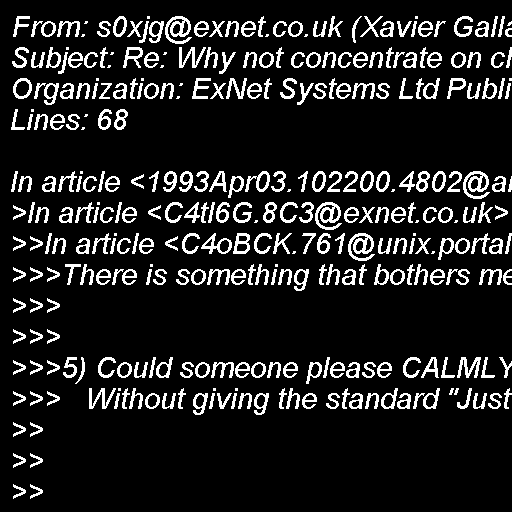 From: s0xjg@exnet.co.uk (Xavier Galla
Subject: Re: Why not concentrate on ch
Organization: ExNet Systems Ltd Publi
Lines: 68
In article <1993Apr03.102200.4802@a
>In article <C4tI6G.8C3@exnet.co.uk>
>>In article <C4oBCK.761@unix.portal
>>>There is something that bothers me
>>>
>>>
>>>5) Could someone please CALMLY
>>>   Without giving the standard "Just
>>
>>
>>